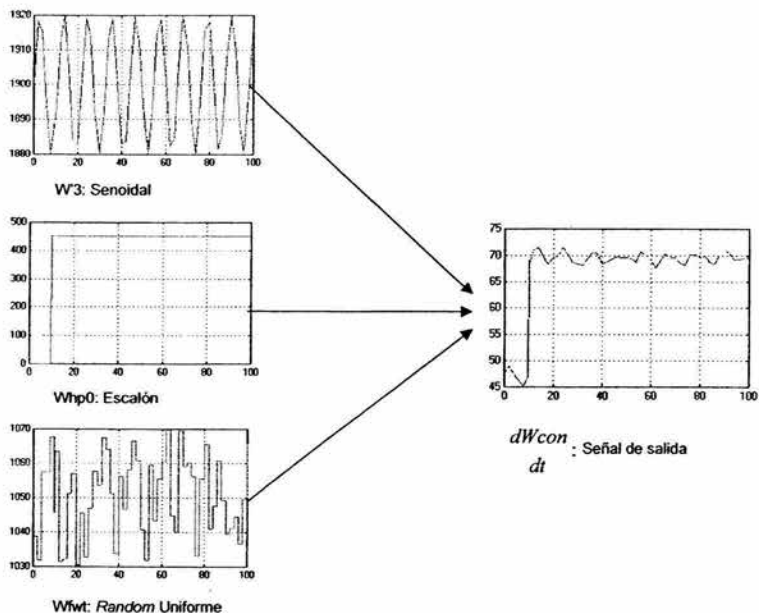 1920
1910
1900
1890
1880
0 20 40 60 80 100
W'3: Senoidal
500
400
300
200
100
0
0 20 40 60 80 100
Whp0: Escalón
1070
1060
1050
1040
1030
0 20 40 60 80 100
Wfwt: Random Uniforme
75
70
65
60
55
50
45
0 20 40 60 80 100
dWcon
dt
: Señal de salida